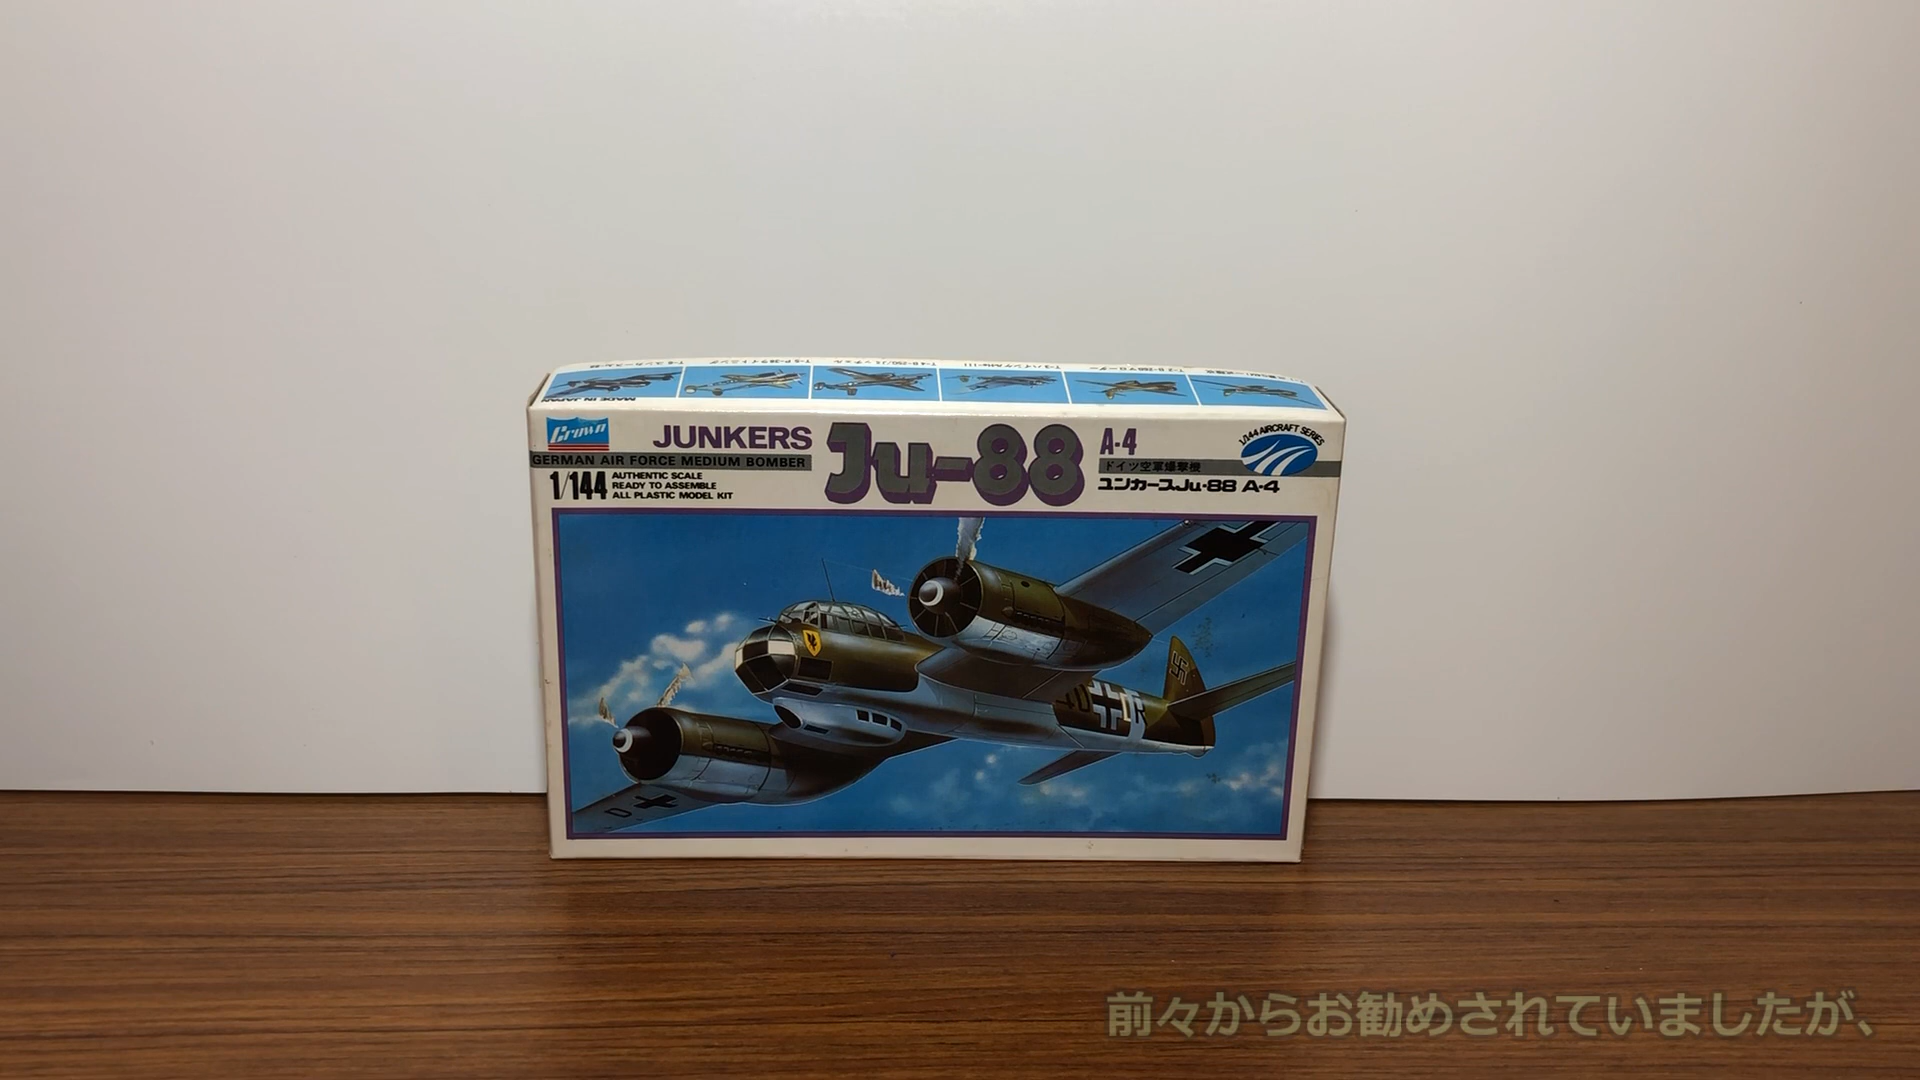 MADE IN JAPAN
Crown
JUNKERS
GERMAN AIR FORCE MEDIUM BOMBER
1/144
AUTHENTIC SCALE
READY TO ASSEMBLE
ALL PLASTIC MODEL KIT
Ju-88
A-4
ドイツ空軍爆撃機
ユンカースJu-88 A-4
1/144 AIRCRAFT SERIES
D
R
前々からお勧めされていましたが、